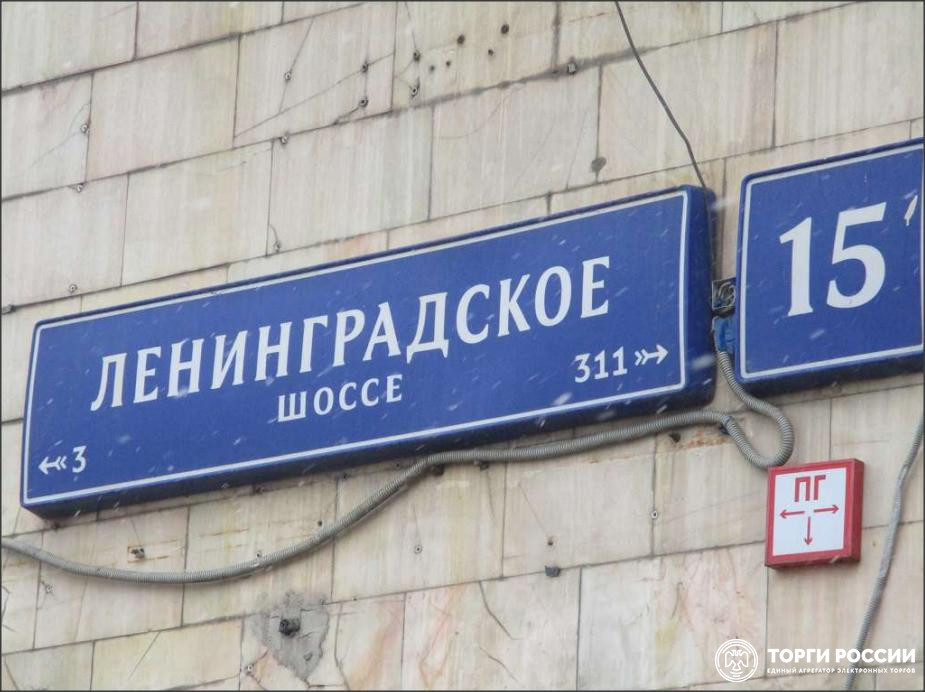 ЛЕНИНГРАДСКОЕ
ШОССЕ
3
311
15
ПГ
ТОРГИ РОССИИ
ЕДИНЫЙ АГРЕГАТОР ЭЛЕКТРОННЫХ ТОРГОВ